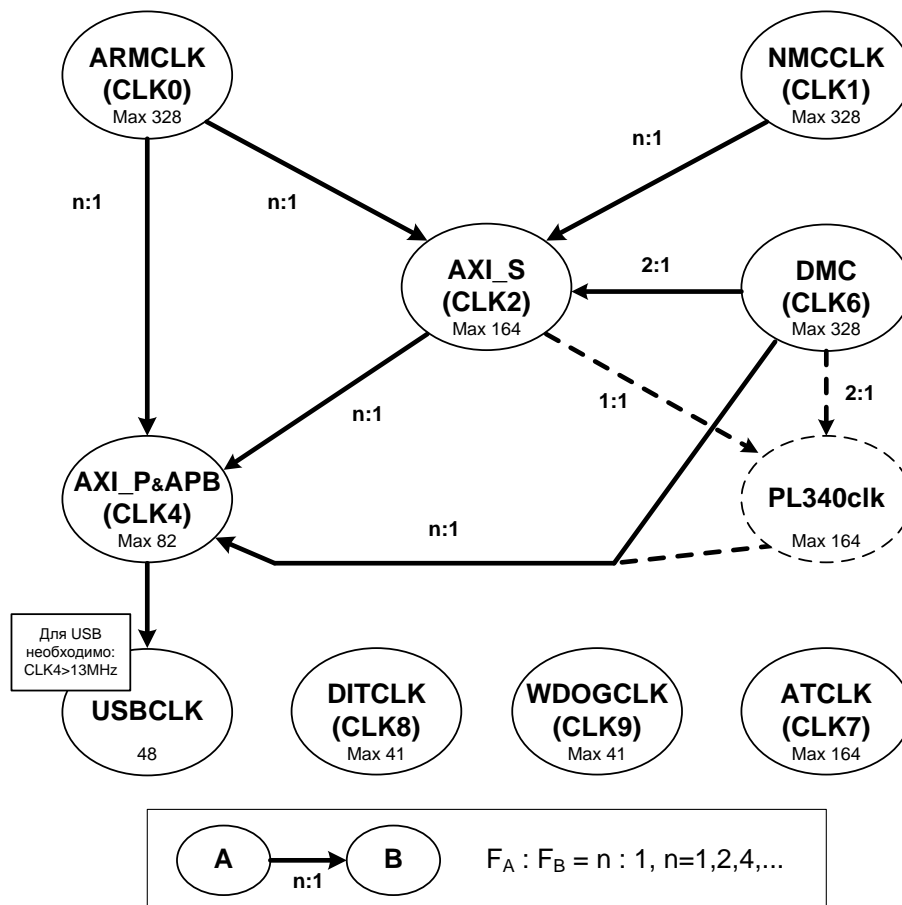 ARMCLK
(CLK0)
Max 328
NMCCLK
(CLK1)
Max 328
n:1
n:1
n:1
AXI_S
(CLK2)
Max 164
2:1
DMC
(CLK6)
Max 328
n:1
1:1
2:1
AXI_P&APB
(CLK4)
Max 82
n:1
PL340clk
Max 164
Для USB
необходимо:
CLK4>13MHz
USBCLK
48
DITCLK
(CLK8)
Max 41
WDOGCLK
(CLK9)
Max 41
ATCLK
(CLK7)
Max 164
A
n:1
B
F_A : F_B = n : 1, n=1,2,4,...